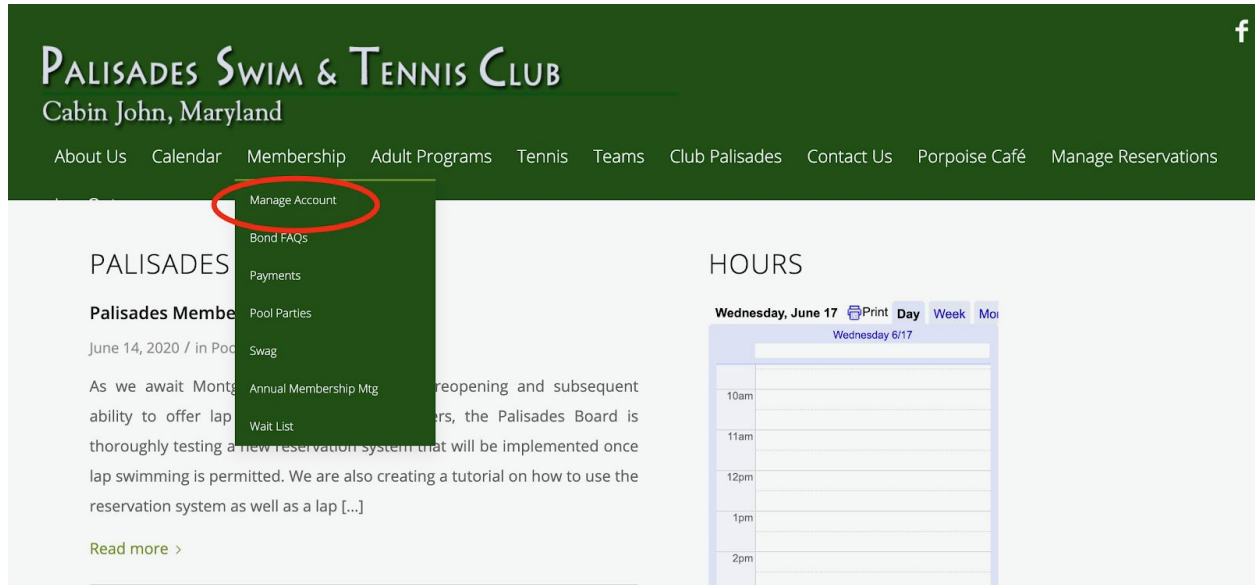 f
PALISADES SWIM & TENNIS CLUB
Cabin John, Maryland
About Us Calendar Membership Adult Programs Tennis Teams Club Palisades Contact Us Porpoise Café Manage Reservations
Manage Account
Bond FAQs
Payments
Pool Parties
Swag
Annual Membership Mtg
Wait List
PALISADES
Palisades Membe
June 14, 2020 / in Poo
As we await Montg reopening and subsequent
ability to offer lap rs, the Palisades Board is
thoroughly testing a new reservation system that will be implemented once
lap swimming is permitted. We are also creating a tutorial on how to use the
reservation system as well as a lap [...]
Read more >
HOURS
Wednesday, June 17 Print Day Week Mo
Wednesday 6/17
10am
11am
12pm
1pm
2pm